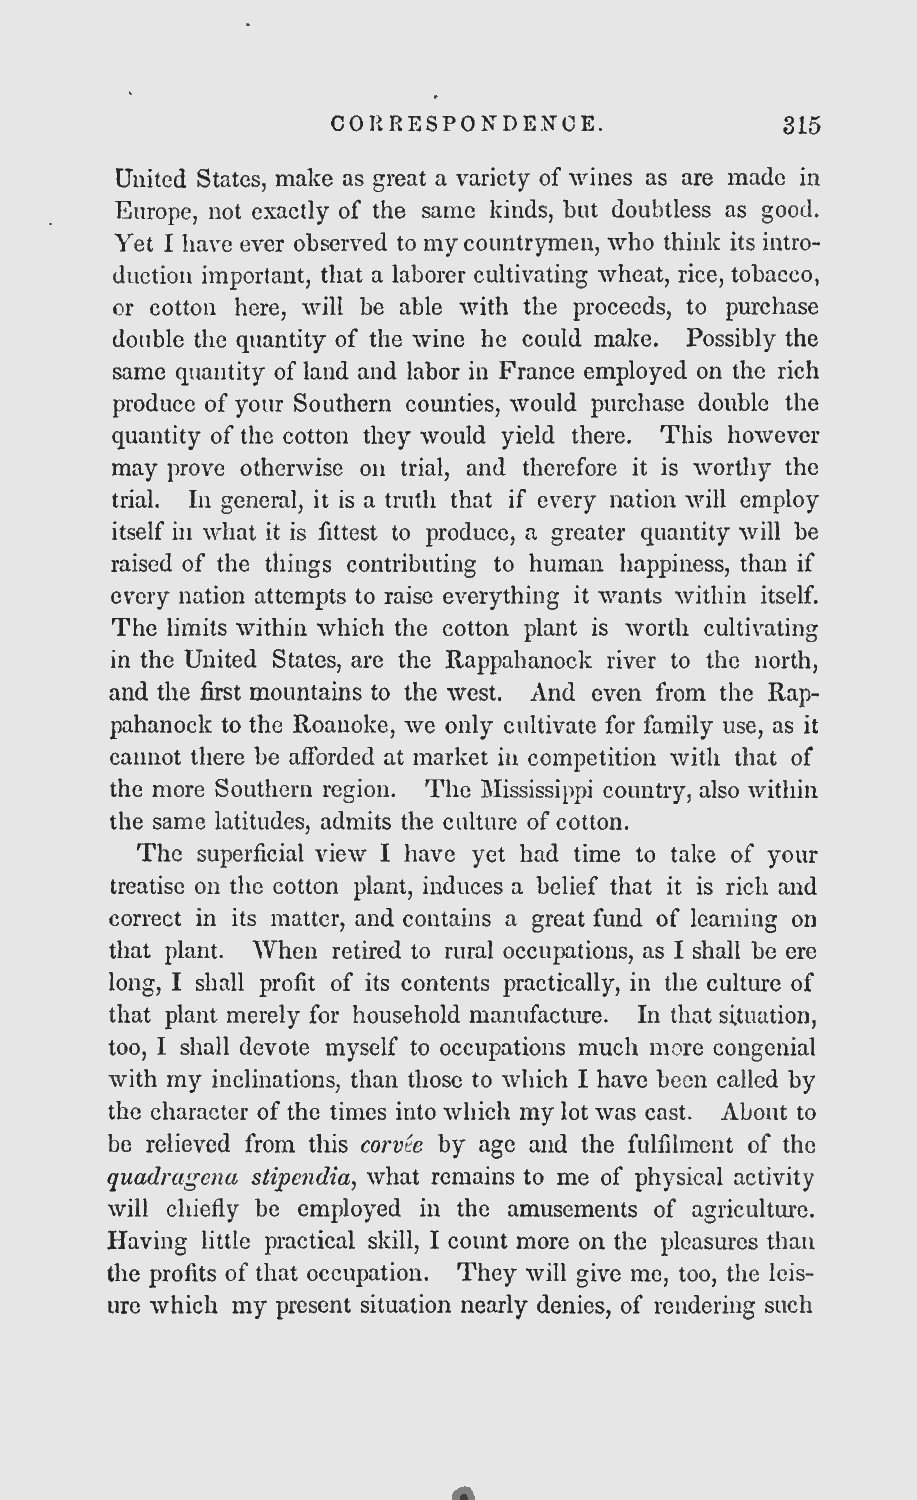 CORRESPONDENCE. 315
United States, make as great a variety of wines as are made in
Europe, not exactly of the same kinds, but doubtless as good.
Yet I have ever observed to my countrymen, who think its intro-
duction important, that a laborer cultivating wheat, rice, tobacco,
or cotton here, will be able with the proceeds, to purchase
double the quantity of the wine he could make. Possibly the
same quantity of land and labor in France employed on the rich
produce of your Southern counties, would purchase double the
quantity of the cotton they would yield there. This however
may prove otherwise on trial, and therefore it is worthy the
trial. In general, it is a truth that if every nation will employ
itself in what it is fittest to produce, a greater quantity will be
raised of the things contributing to human happiness, than if
every nation attempts to raise everything it wants within itself.
The limits within which the cotton plant is worth cultivating
in the United States, are the Rappahanock river to the north,
and the first mountains to the west. And even from the Rap-
pahanock to the Roanoke, we only cultivate for family use, as it
cannot there be afforded at market in competition with that of
the more Southern region. The Mississippi country, also within
the same latitudes, admits the culture of cotton.
The superficial view I have yet had time to take of your
treatise on the cotton plant, induces a belief that it is rich and
correct in its matter, and contains a great fund of learning on
that plant. When retired to rural occupations, as I shall be ere
long, I shall profit of its contents practically, in the culture of
that plant merely for household manufacture. In that situation,
too, I shall devote myself to occupations much more congenial
with my inclinations, than those to which I have been called by
the character of the times into which my lot was cast. About to
be relieved from this corvée by age and the fulfilment of the
quadragena stipendia, what remains to me of physical activity
will chiefly be employed in the amusements of agriculture.
Having little practical skill, I count more on the pleasures than
the profits of that occupation. They will give me, too, the leis-
ure which my present situation nearly denies, of rendering such